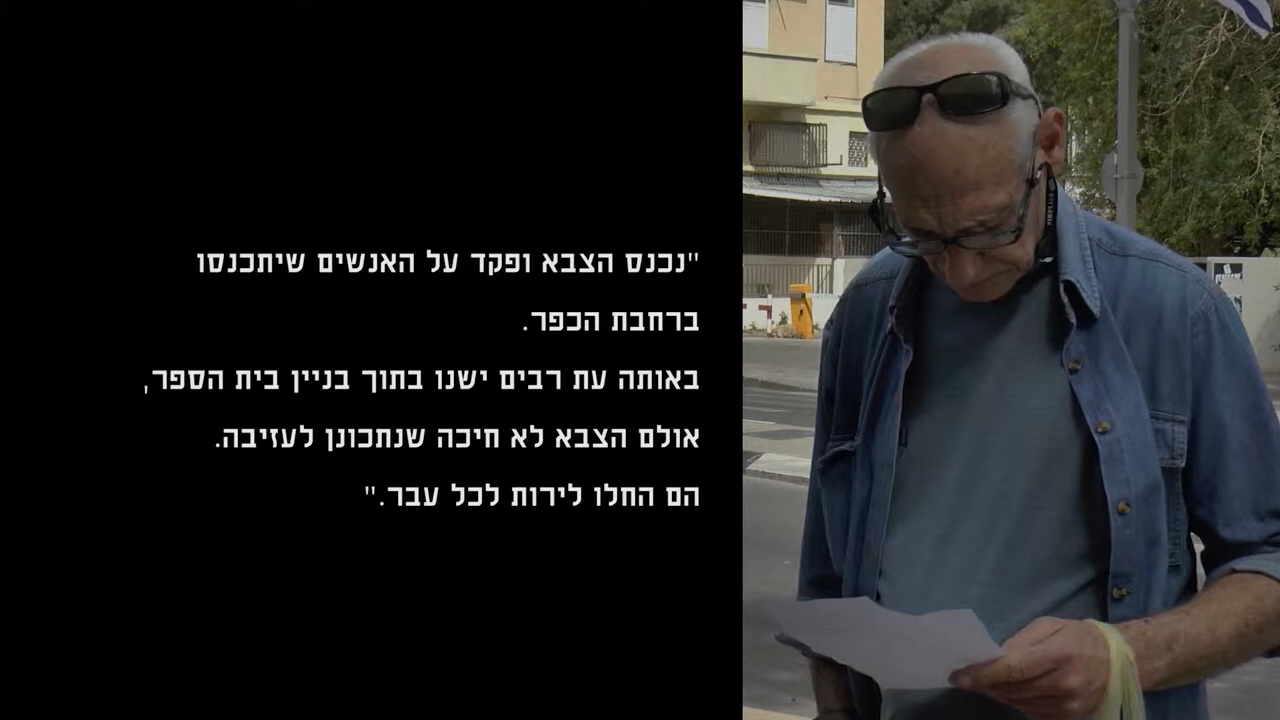 "נכנס הצבא ופקד על האנשים שיתכנסו
ברחבת הכפר.
באותה עת רבים ישנו בתוך בניין בית הספר,
אולם הצבא לא חיכה שנתכונן לעזיבה.
הם החלו לירות לכל עבר."